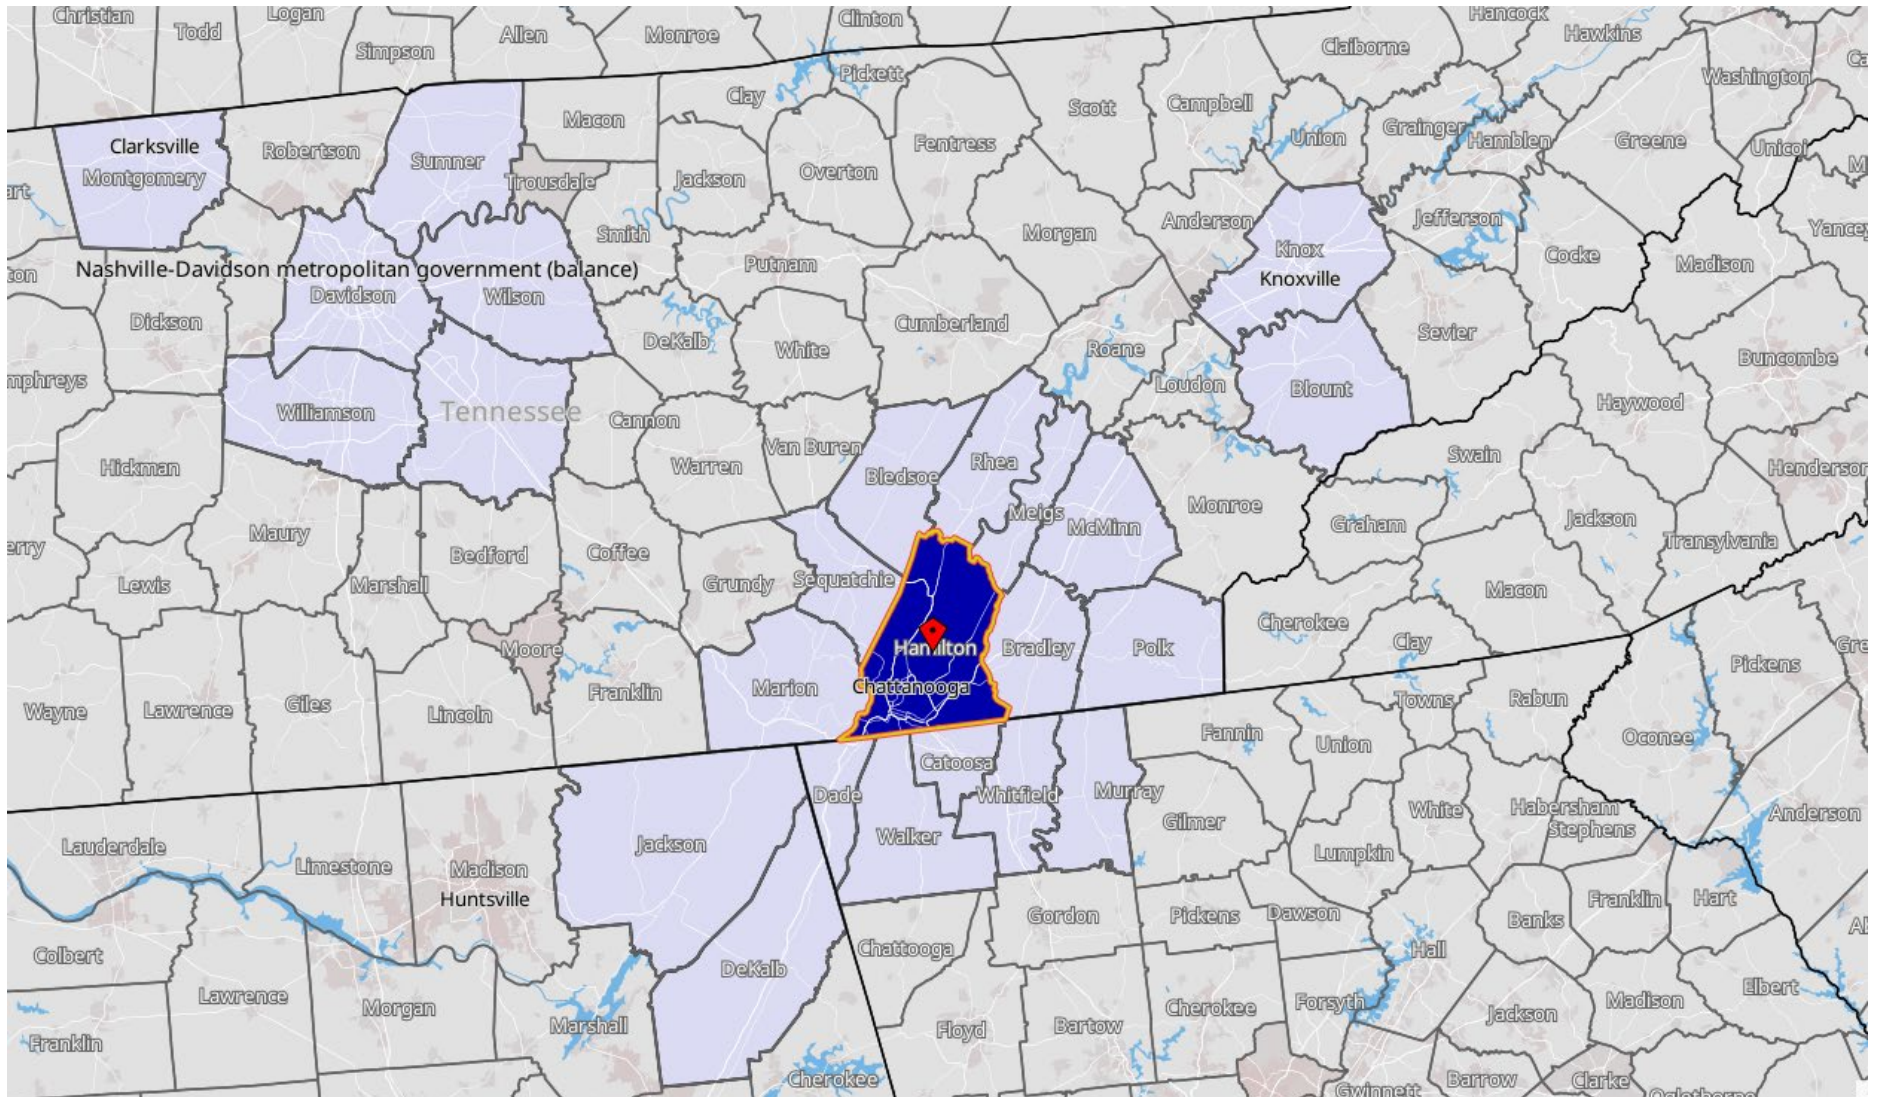 Christian
Todd
Logan
Simpson
Allen
Monroe
Clinton
Pickett
Clay
Macon
Scott
Campbell
Claiborne
Hancock
Hawkins
Washington
Union
Grainger
Hamblen
Greene
Unicoi
Clarksville
Montgomery
Robertson
Sumner
Trousdale
Jackson
Overton
Fentress
Morgan
Anderson
Jefferson
Cocke
Madison
Yancey
Smith
Putnam
Knox
Knoxville
Nashville-Davidson metropolitan government (balance)
Davidson
Wilson
Dickson
DeKalb
White
Cumberland
Roane
Loudon
Blount
Sevier
Buncombe
Haywood
mphreys
Williamson
Tennessee
Cannon
Warren
Van Buren
Bledsoe
Rhea
Meigs
McMinn
Monroe
Swain
Graham
Jackson
Henderson
Transylvania
Hickman
Maury
Bedford
Coffee
Grundy
Sequatchie
erry
Lewis
Marshall
Moore
Macon
Cherokee
Clay
Hamilton
Chattanooga
Bradley
Polk
Marion
Franklin
Lincoln
Giles
Lawrence
Wayne
Towns
Rabun
Pickens
Gre
Oconee
Fannin
Union
Catoosa
Dade
Whitfield
Murray
Walker
Gilmer
White
Habersham
Stephens
Lumpkin
Anderson
Lauderdale
Limestone
Madison
Huntsville
Jackson
DeKalb
Colbert
Lawrence
Morgan
Marshall
Franklin
Cherokee
Chattooga
Gordon
Pickens
Dawson
Hall
Banks
Franklin
Hart
Floyd
Bartow
Cherokee
Forsyth
Jackson
Madison
Elbert
Gwinnett
Barrow
Clarke
Oglethorpe